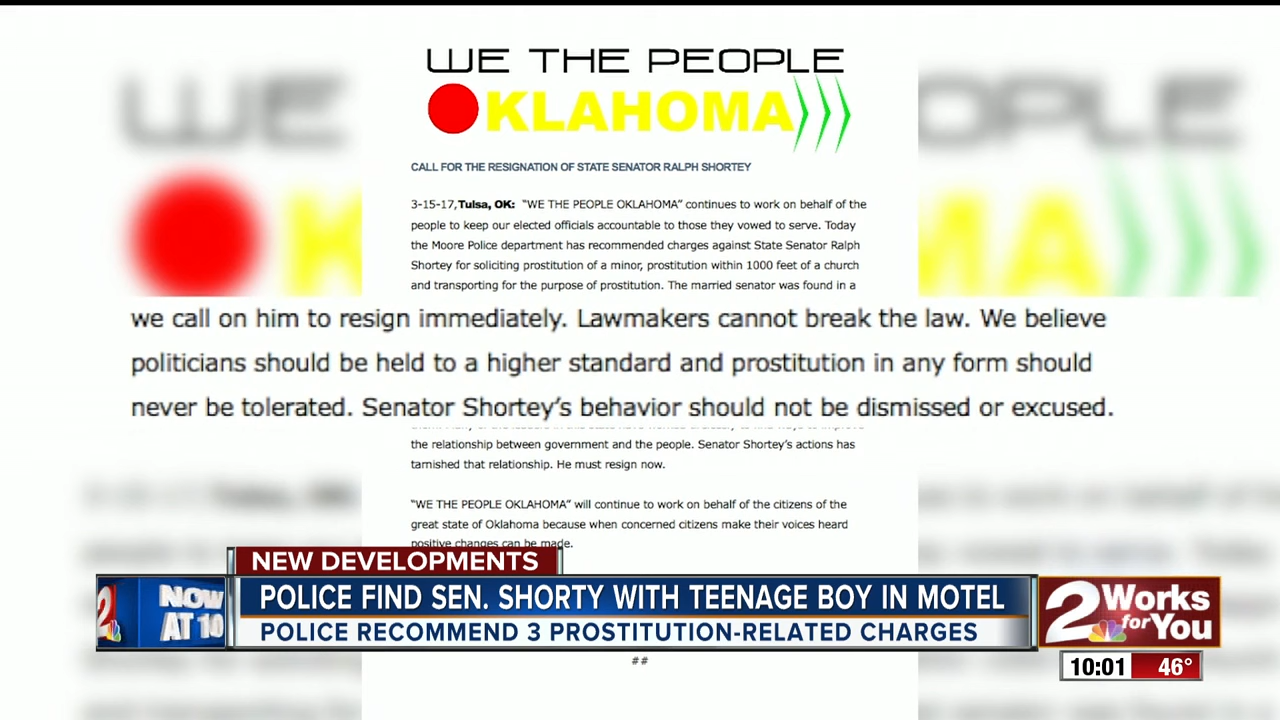 WE THE PEOPLE
OKLAHOMA
CALL FOR THE RESIGNATION OF STATE SENATOR RALPH SHORTEY
3-15-17,Tulsa, OK: "WE THE PEOPLE OKLAHOMA" continues to work on behalf of the
people to keep our elected officials accountable to those they vowed to serve. Today
the Moore Police department has recommended charges against State Senator Ralph
Shortey for soliciting prostitution of a minor, prostitution within 1000 feet of a church
and transporting for the purpose of prostitution. The married senator was found in a
we call on him to resign immediately. Lawmakers cannot break the law. We believe
politicians should be held to a higher standard and prostitution in any form should
never be tolerated. Senator Shortey's behavior should not be dismissed or excused.
the relationship between government and the people. Senator Shortey's actions has
tarnished that relationship. He must resign now.
"WE THE PEOPLE OKLAHOMA" will continue to work on behalf of the citizens of the
great state of Oklahoma because when concerned citizens make their voices heard
positive changes can be made.
NEW DEVELOPMENTS
2 NOW AT 10
POLICE FIND SEN. SHORTY WITH TEENAGE BOY IN MOTEL
POLICE RECOMMEND 3 PROSTITUTION-RELATED CHARGES
2 Works for You
##
10:01 46°